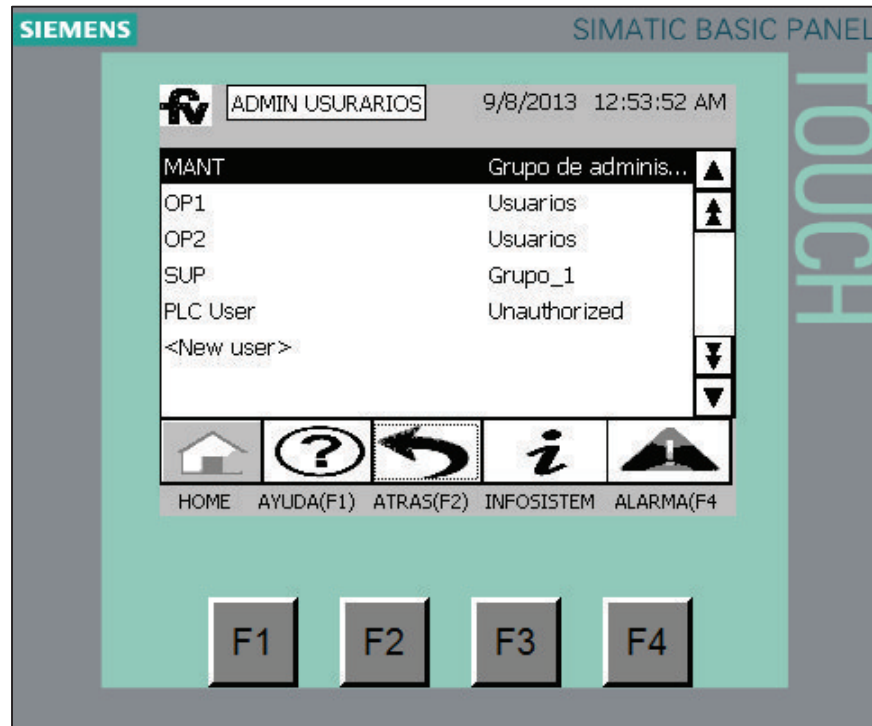 SIEMENS SIMATIC BASIC PANEL
TOUCH
fv ADMIN USURARIOS 9/8/2013 12:53:52 AM
MANT Grupo de adminis...
OP1 Usuarios
OP2 Usuarios
SUP Grupo_1
PLC User Unauthorized
<New user>
HOME AYUDA(F1) ATRAS(F2) INFOSISTEM ALARMA(F4
F1 F2 F3 F4